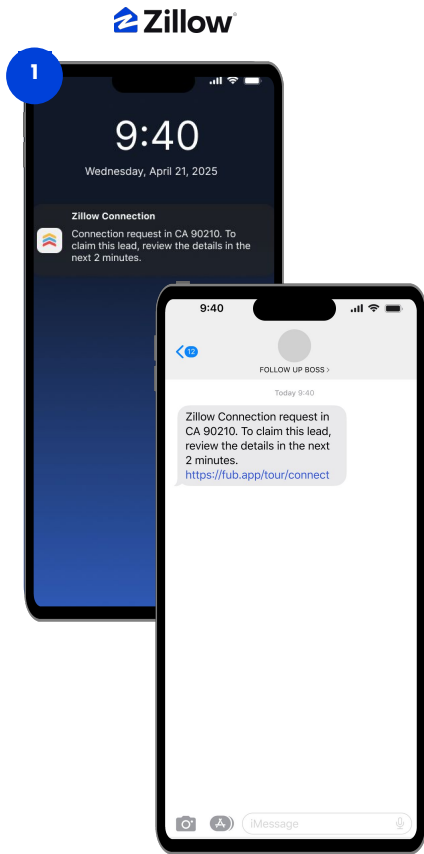 Zillow®
1
9:40
Wednesday, April 21, 2025
Zillow Connection
Connection request in CA 90210. To
claim this lead, review the details in the
next 2 minutes.
9:40
12
FOLLOW UP BOSS >
Today 9:40
Zillow Connection request in
CA 90210. To claim this lead,
review the details in the next
2 minutes.
https://fub.app/tour/connect
iMessage